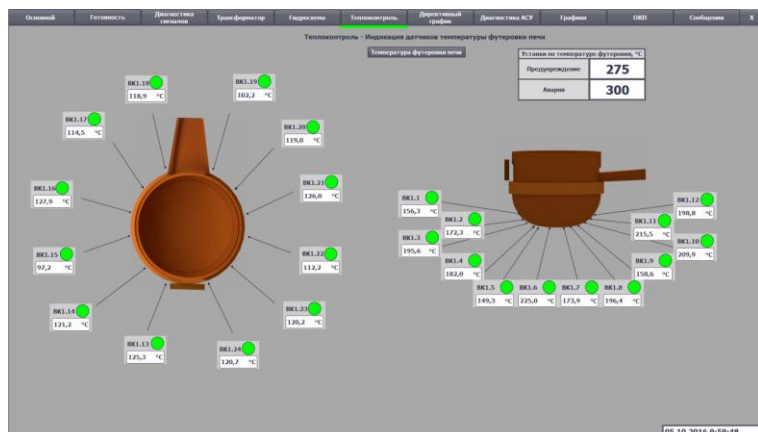 Основной Готовность Диагностика сигналов Трансформатор Гидросхема Теплоконтроль Директивный график Диагностика АСУ Графики ОКП Сообщения X
Теплоконтроль - Индикация датчиков температуры футеровки печи
Температура футеровки печи
Уставки по температуре футеровки, °C
Предупреждение 275
Авария 300
ВК1.18
118,9 °C
ВК1.19
102,2 °C
ВК1.17
114,5 °C
ВК1.20
119,0 °C
ВК1.16
127,9 °C
ВК1.21
126,0 °C
ВК1.15
97,2 °C
ВК1.22
112,2 °C
ВК1.14
121,2 °C
ВК1.23
120,2 °C
ВК1.13
125,3 °C
ВК1.24
120,7 °C
ВК1.1
156,3 °C
ВК1.2
172,3 °C
ВК1.3
195,6 °C
ВК1.4
182,0 °C
ВК1.5
149,3 °C
ВК1.6
225,0 °C
ВК1.7
173,9 °C
ВК1.8
196,4 °C
ВК1.9
158,6 °C
ВК1.10
209,9 °C
ВК1.11
215,5 °C
ВК1.12
198,8 °C
05.10.2016 9:59:48